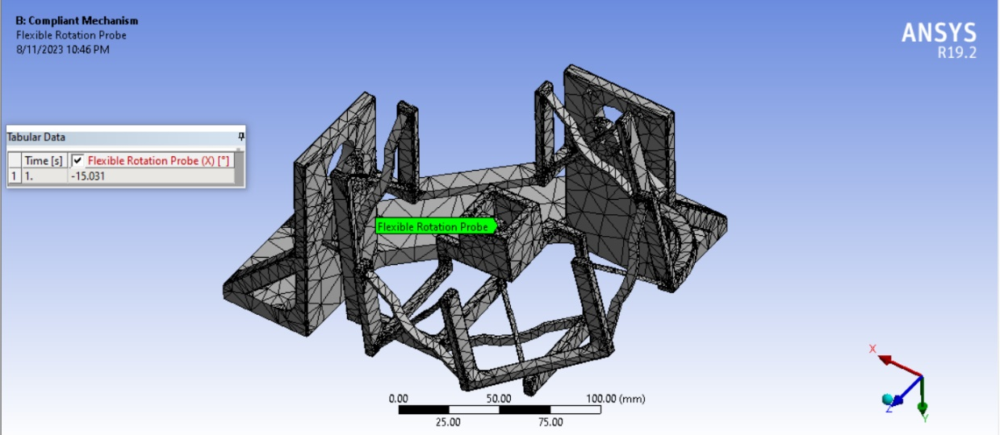 B: Compliant Mechanism
Flexible Rotation Probe
8/11/2023 10:46 PM
ANSYS
R19.2
Tabular Data
Time [s] Flexible Rotation Probe (X) [°]
1 1. -15.031
Flexible Rotation Probe
0.00 50.00 100.00 (mm)
25.00 75.00
X
Z
Y